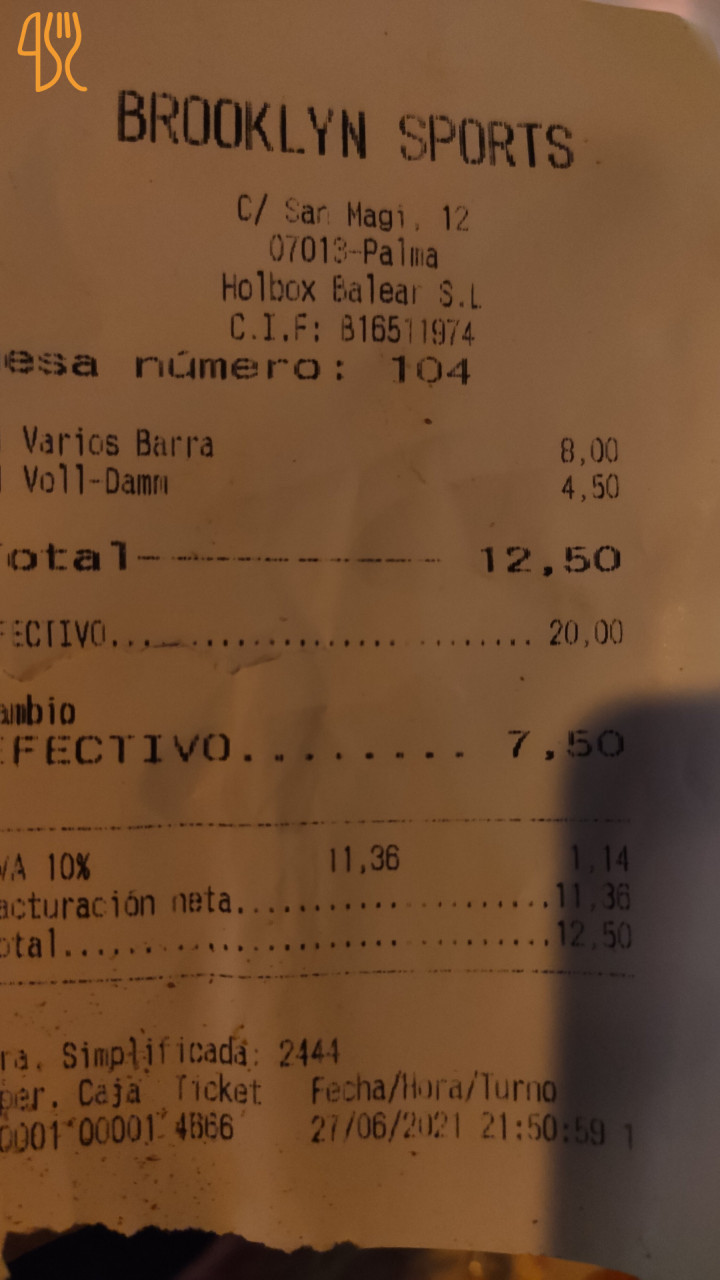 BROOKLYN SPORTS
C/ San Magi, 12
07013-Palma
Holbox Balear S.L
C.I.F: B16511974
esa número: 104
Varios Barra 8,00
Voll-Damm 4,50
otal------------------- 12,50
FECTIVO.............................. 20,00
ambio
EFECTIVO......... 7,50
VA 10% 11,36 1,14
acturación neta......................11,36
otal.................................12,50
ra. Simplificada: 2444
per. Caja Ticket Fecha/Hora/Turno
0001 00001 4666 27/06/2021 21:50:59 1